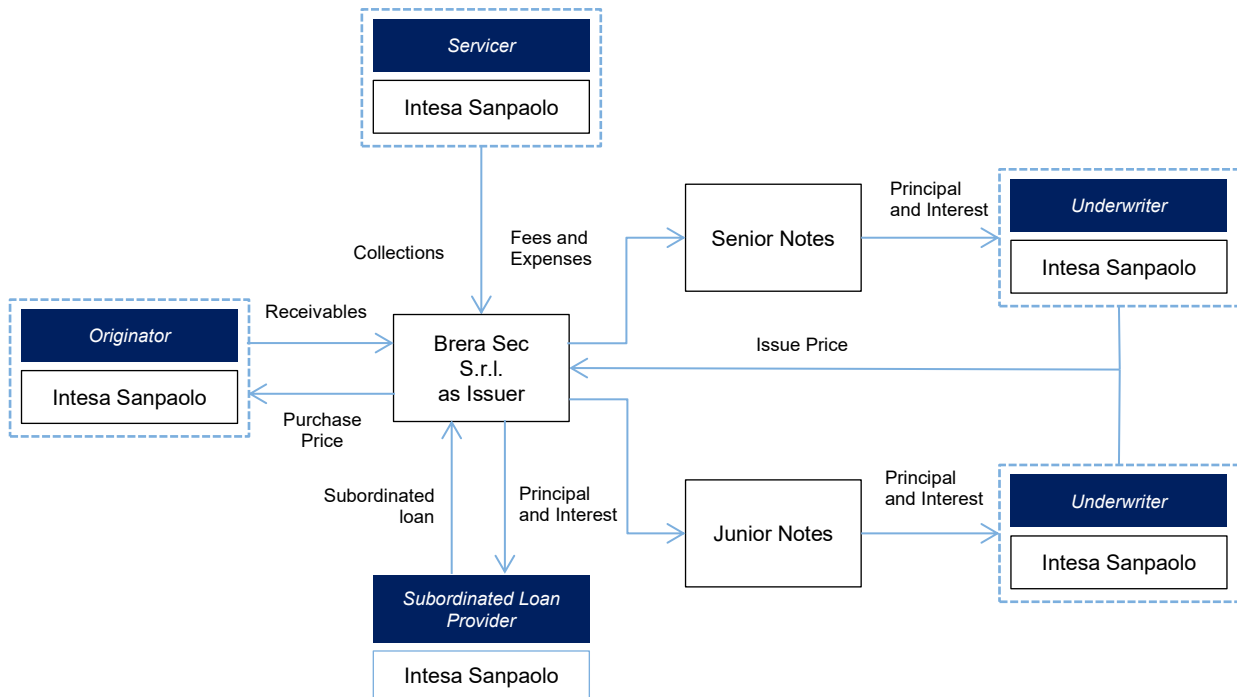 Servicer
Intesa Sanpaolo
Collections
Fees and
Expenses
Senior Notes
Principal
and Interest
Underwriter
Intesa Sanpaolo
Originator
Intesa Sanpaolo
Receivables
Purchase
Price
Brera Sec
S.r.l.
as Issuer
Issue Price
Subordinated
loan
Principal
and Interest
Junior Notes
Principal
and Interest
Underwriter
Intesa Sanpaolo
Subordinated Loan
Provider
Intesa Sanpaolo